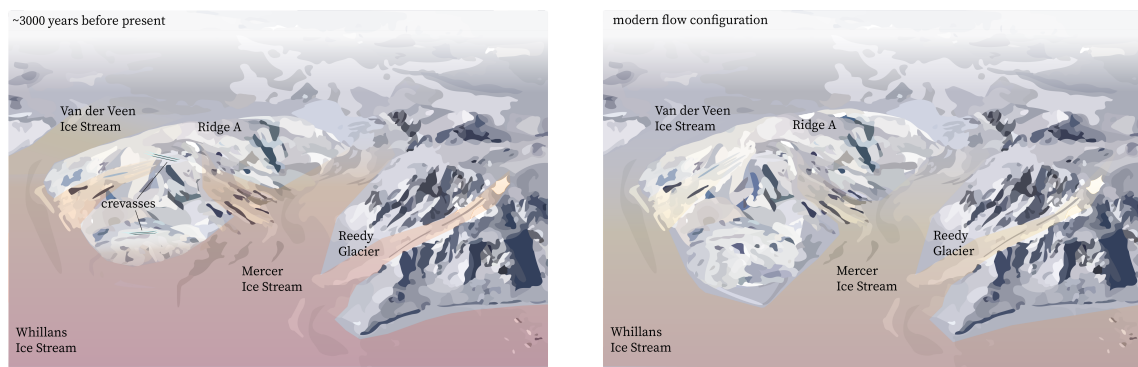 ~3000 years before present
Van der Veen
Ice Stream
Ridge A
crevasses
Reedy
Glacier
Mercer
Ice Stream
Whillans
Ice Stream
modern flow configuration
Van der Veen
Ice Stream
Ridge A
Reedy
Glacier
Mercer
Ice Stream
Whillans
Ice Stream